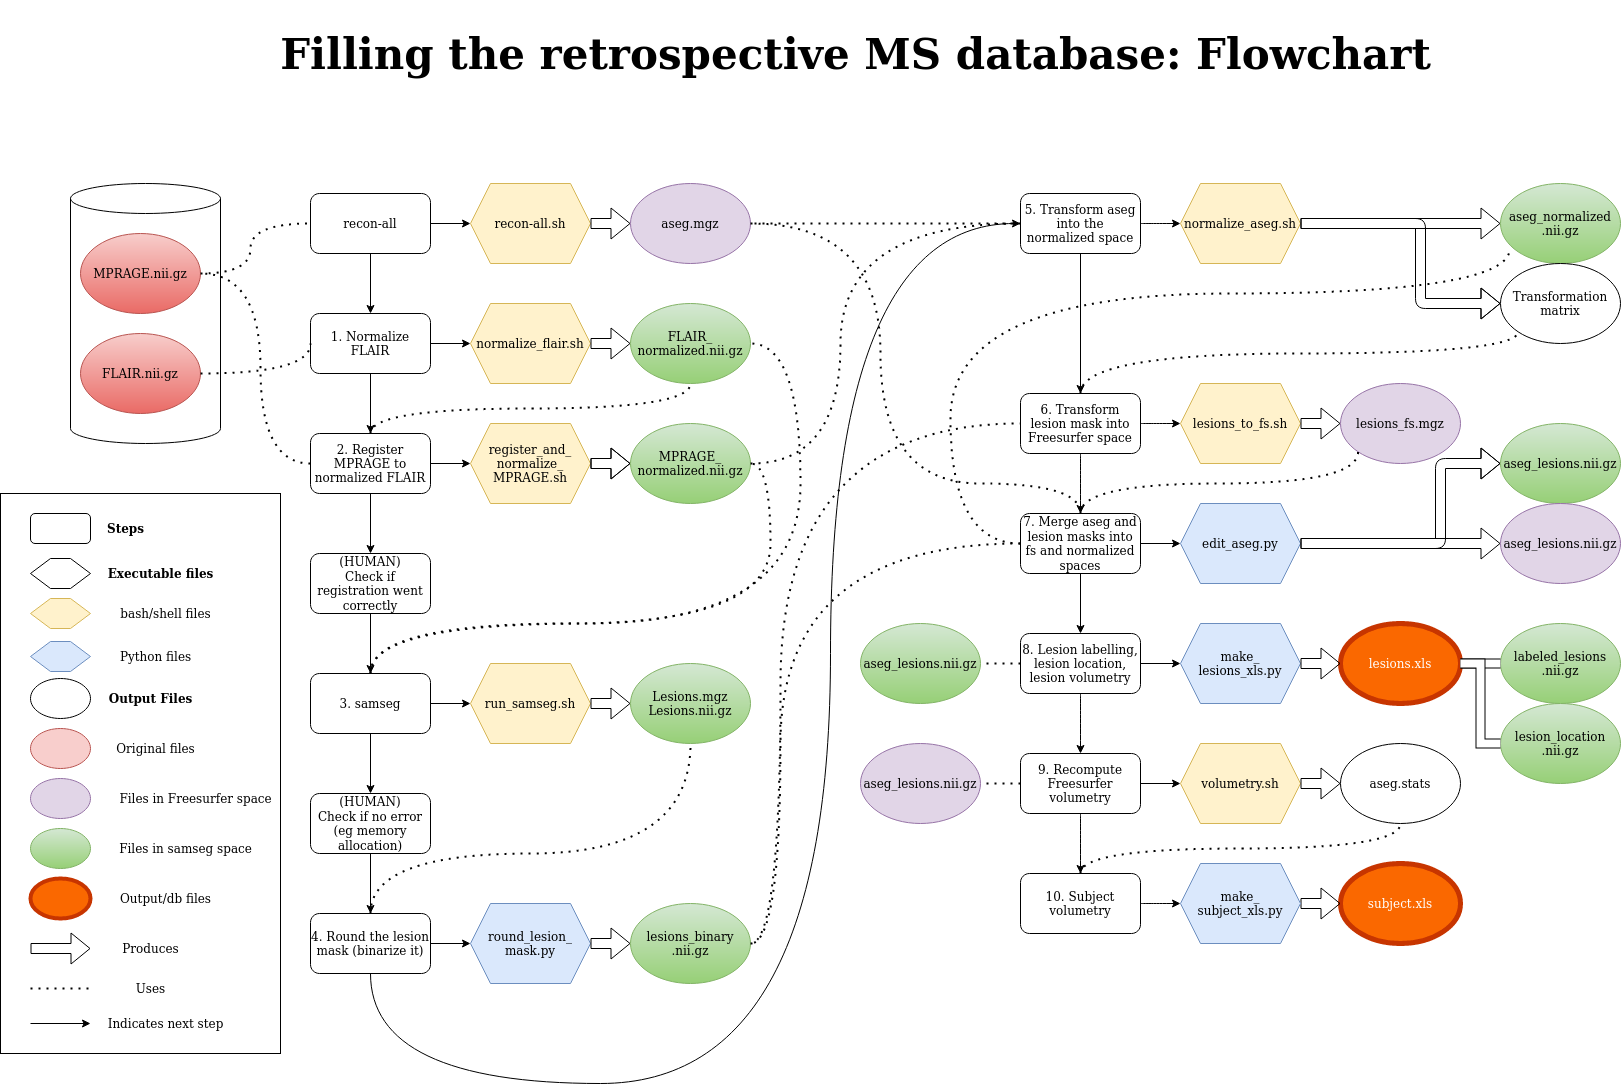 Filling the retrospective MS database: Flowchart
MPRAGE.nii.gz
FLAIR.nii.gz
recon-all
recon-all.sh
aseg.mgz
1. Normalize
FLAIR
normalize_flair.sh
FLAIR_
normalized.nii.gz
2. Register
MPRAGE to
normalized FLAIR
register_and_
normalize_
MPRAGE.sh
MPRAGE_
normalized.nii.gz
(HUMAN)
Check if
registration went
correctly
3. samseg
run_samseg.sh
Lesions.mgz
Lesions.nii.gz
(HUMAN)
Check if no error
(eg memory
allocation)
4. Round the lesion
mask (binarize it)
round_lesion_
mask.py
lesions_binary
.nii.gz
5. Transform aseg
into the
normalized space
normalize_aseg.sh
aseg_normalized
.nii.gz
Transformation
matrix
6. Transform
lesion mask into
Freesurfer space
lesions_to_fs.sh
lesions_fs.mgz
7. Merge aseg and
lesion masks into
fs and normalized
spaces
edit_aseg.py
aseg_lesions.nii.gz
aseg_lesions.nii.gz
aseg_lesions.nii.gz
8. Lesion labelling,
lesion location,
lesion volumetry
make_
lesions_xls.py
lesions.xls
labeled_lesions
.nii.gz
lesion_location
.nii.gz
aseg_lesions.nii.gz
9. Recompute
Freesurfer
volumetry
volumetry.sh
aseg.stats
10. Subject
volumetry
make_
subject_xls.py
subject.xls
Steps
Executable files
bash/shell files
Python files
Output Files
Original files
Files in Freesurfer space
Files in samseg space
Output/db files
Produces
Uses
Indicates next step